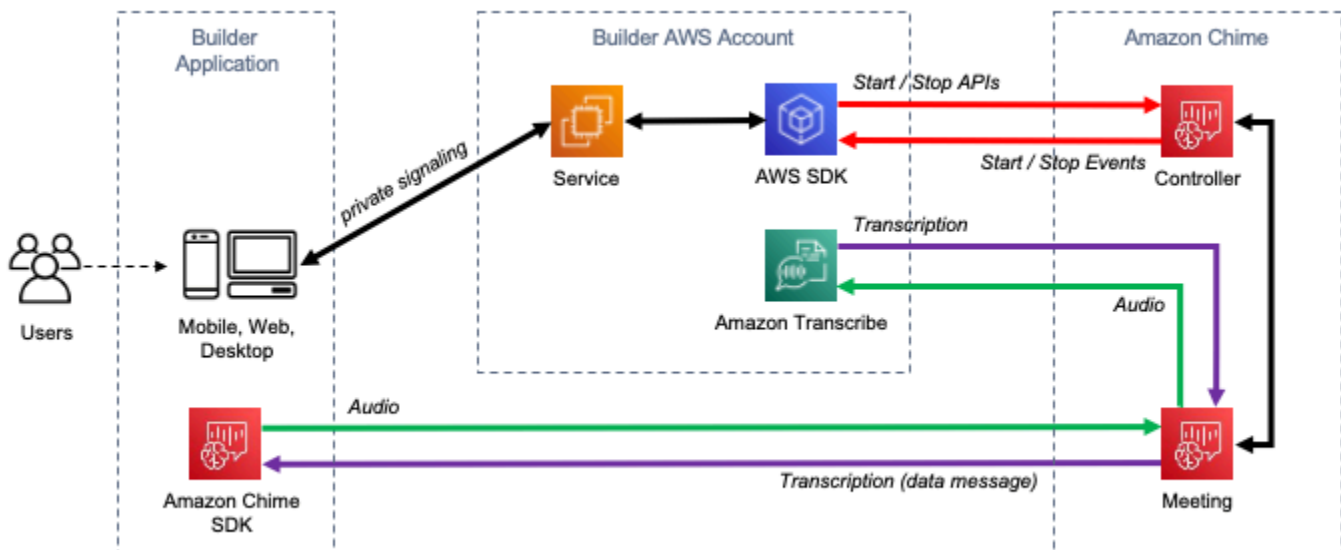 Builder
Application
Builder AWS Account
Amazon Chime
Start / Stop APIs
private signaling
Service
AWS SDK
Start / Stop Events
Controller
Transcription
Users
Mobile, Web,
Desktop
Amazon Transcribe
Audio
Audio
Amazon Chime
SDK
Transcription (data message)
Meeting